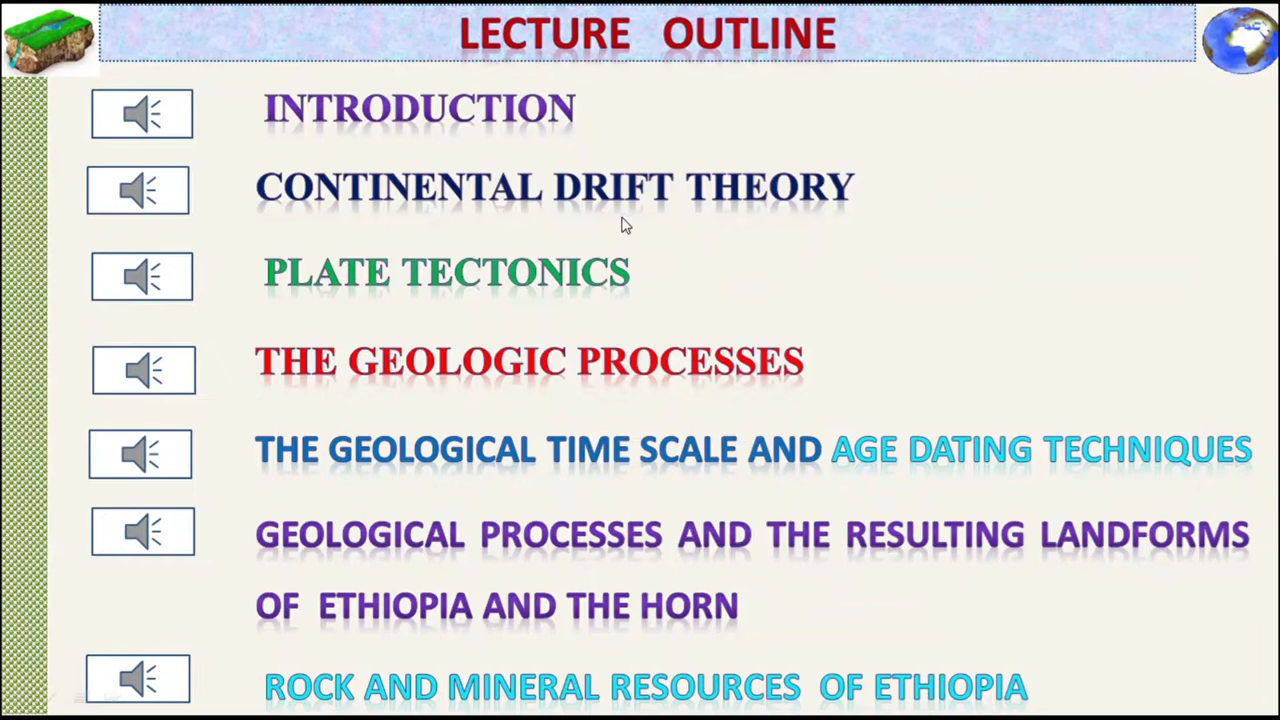 LECTURE OUTLINE
INTRODUCTION
CONTINENTAL DRIFT THEORY
PLATE TECTONICS
THE GEOLOGIC PROCESSES
THE GEOLOGICAL TIME SCALE AND AGE DATING TECHNIQUES
GEOLOGICAL PROCESSES AND THE RESULTING LANDFORMS
OF ETHIOPIA AND THE HORN
ROCK AND MINERAL RESOURCES OF ETHIOPIA